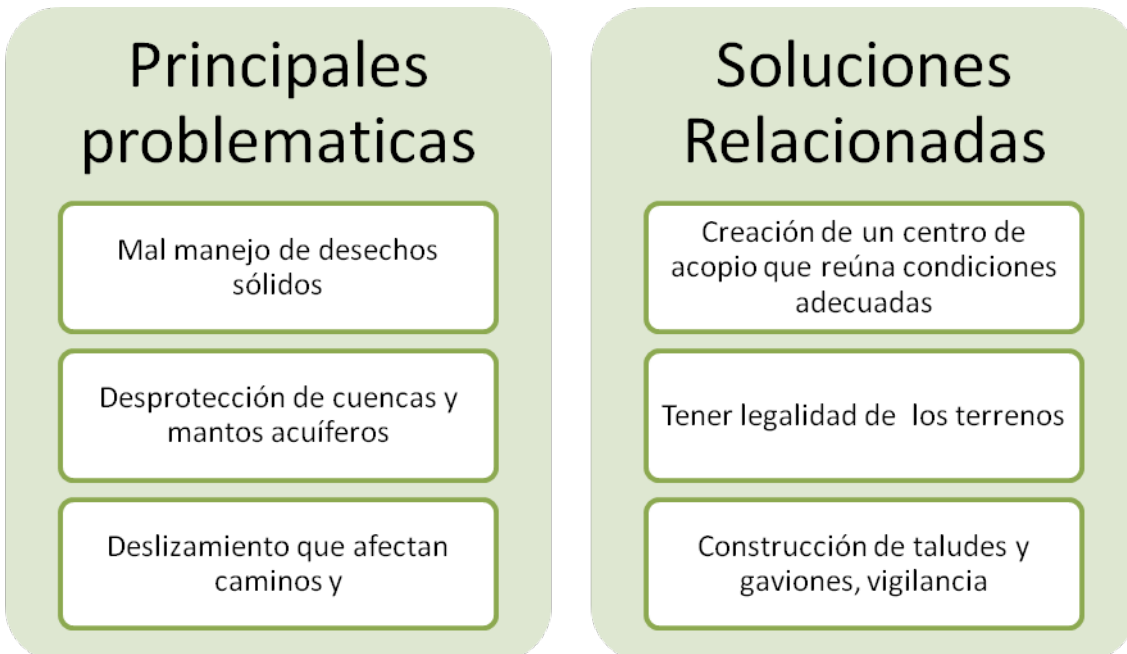 Principales
problematicas
Mal manejo de desechos
sólidos
Desprotección de cuencas y
mantos acuíferos
Deslizamiento que afectan
caminos y
Soluciones
Relacionadas
Creación de un centro de
acopio que reúna condiciones
adecuadas
Tener legalidad de los terrenos
Construcción de taludes y
gaviones, vigilancia